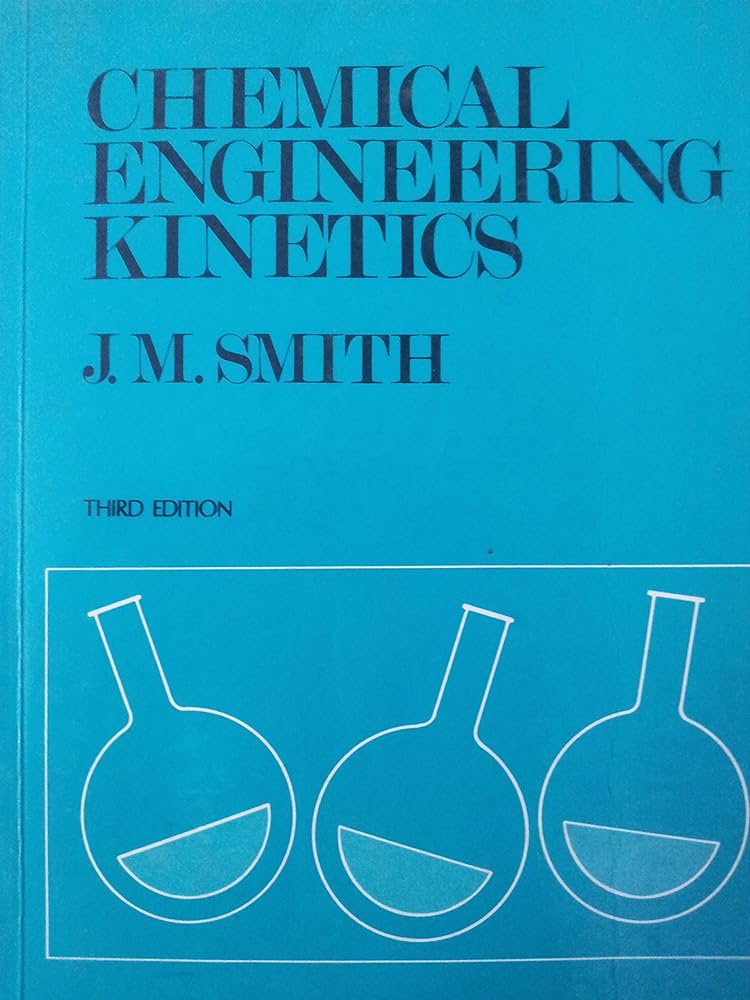 CHEMICAL
ENGINEERING
KINETICS
J. M. SMITH
THIRD EDITION